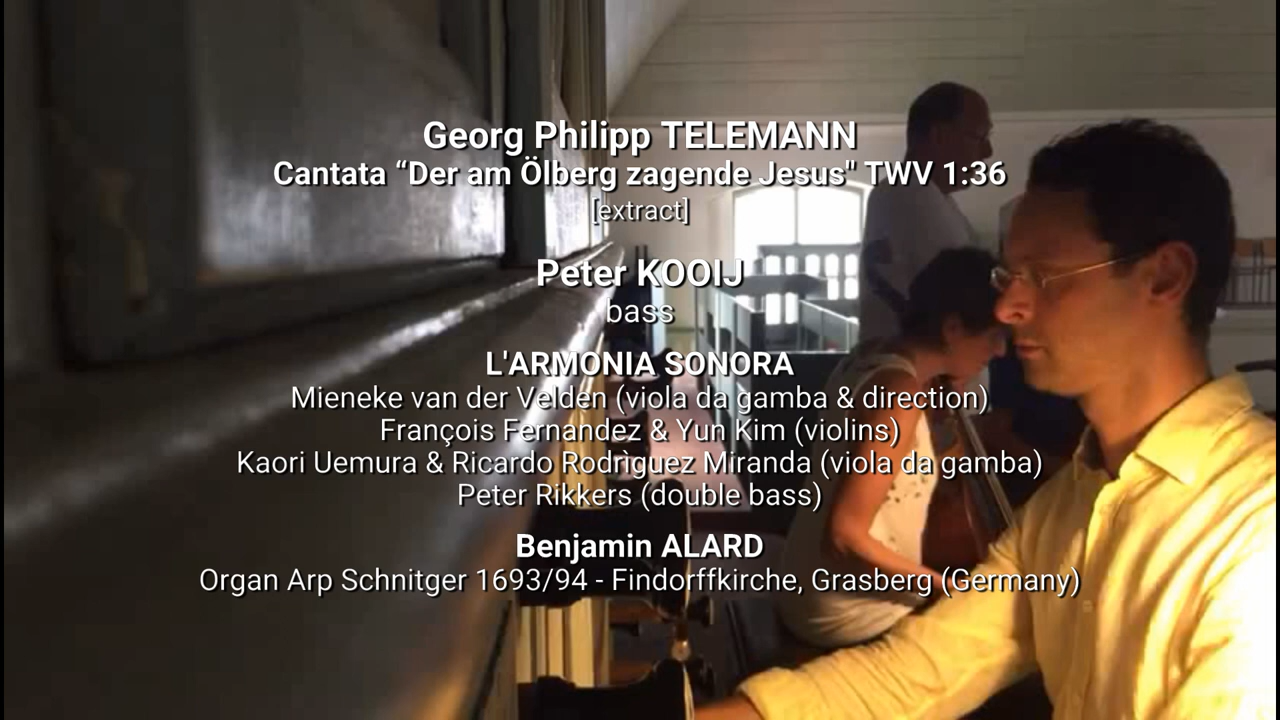 Georg Philipp TELEMANN
Cantata “Der am Ölberg zagende Jesus" TWV 1:36
[extract]
Peter KOOIJ
bass
L'ARMONIA SONORA
Mieneke van der Velden (viola da gamba & direction)
François Fernandez & Yun Kim (violins)
Kaori Uemura & Ricardo Rodrìguez Miranda (viola da gamba)
Peter Rikkers (double bass)
Benjamin ALARD
Organ Arp Schnitger 1693/94 - Findorffkirche, Grasberg (Germany)